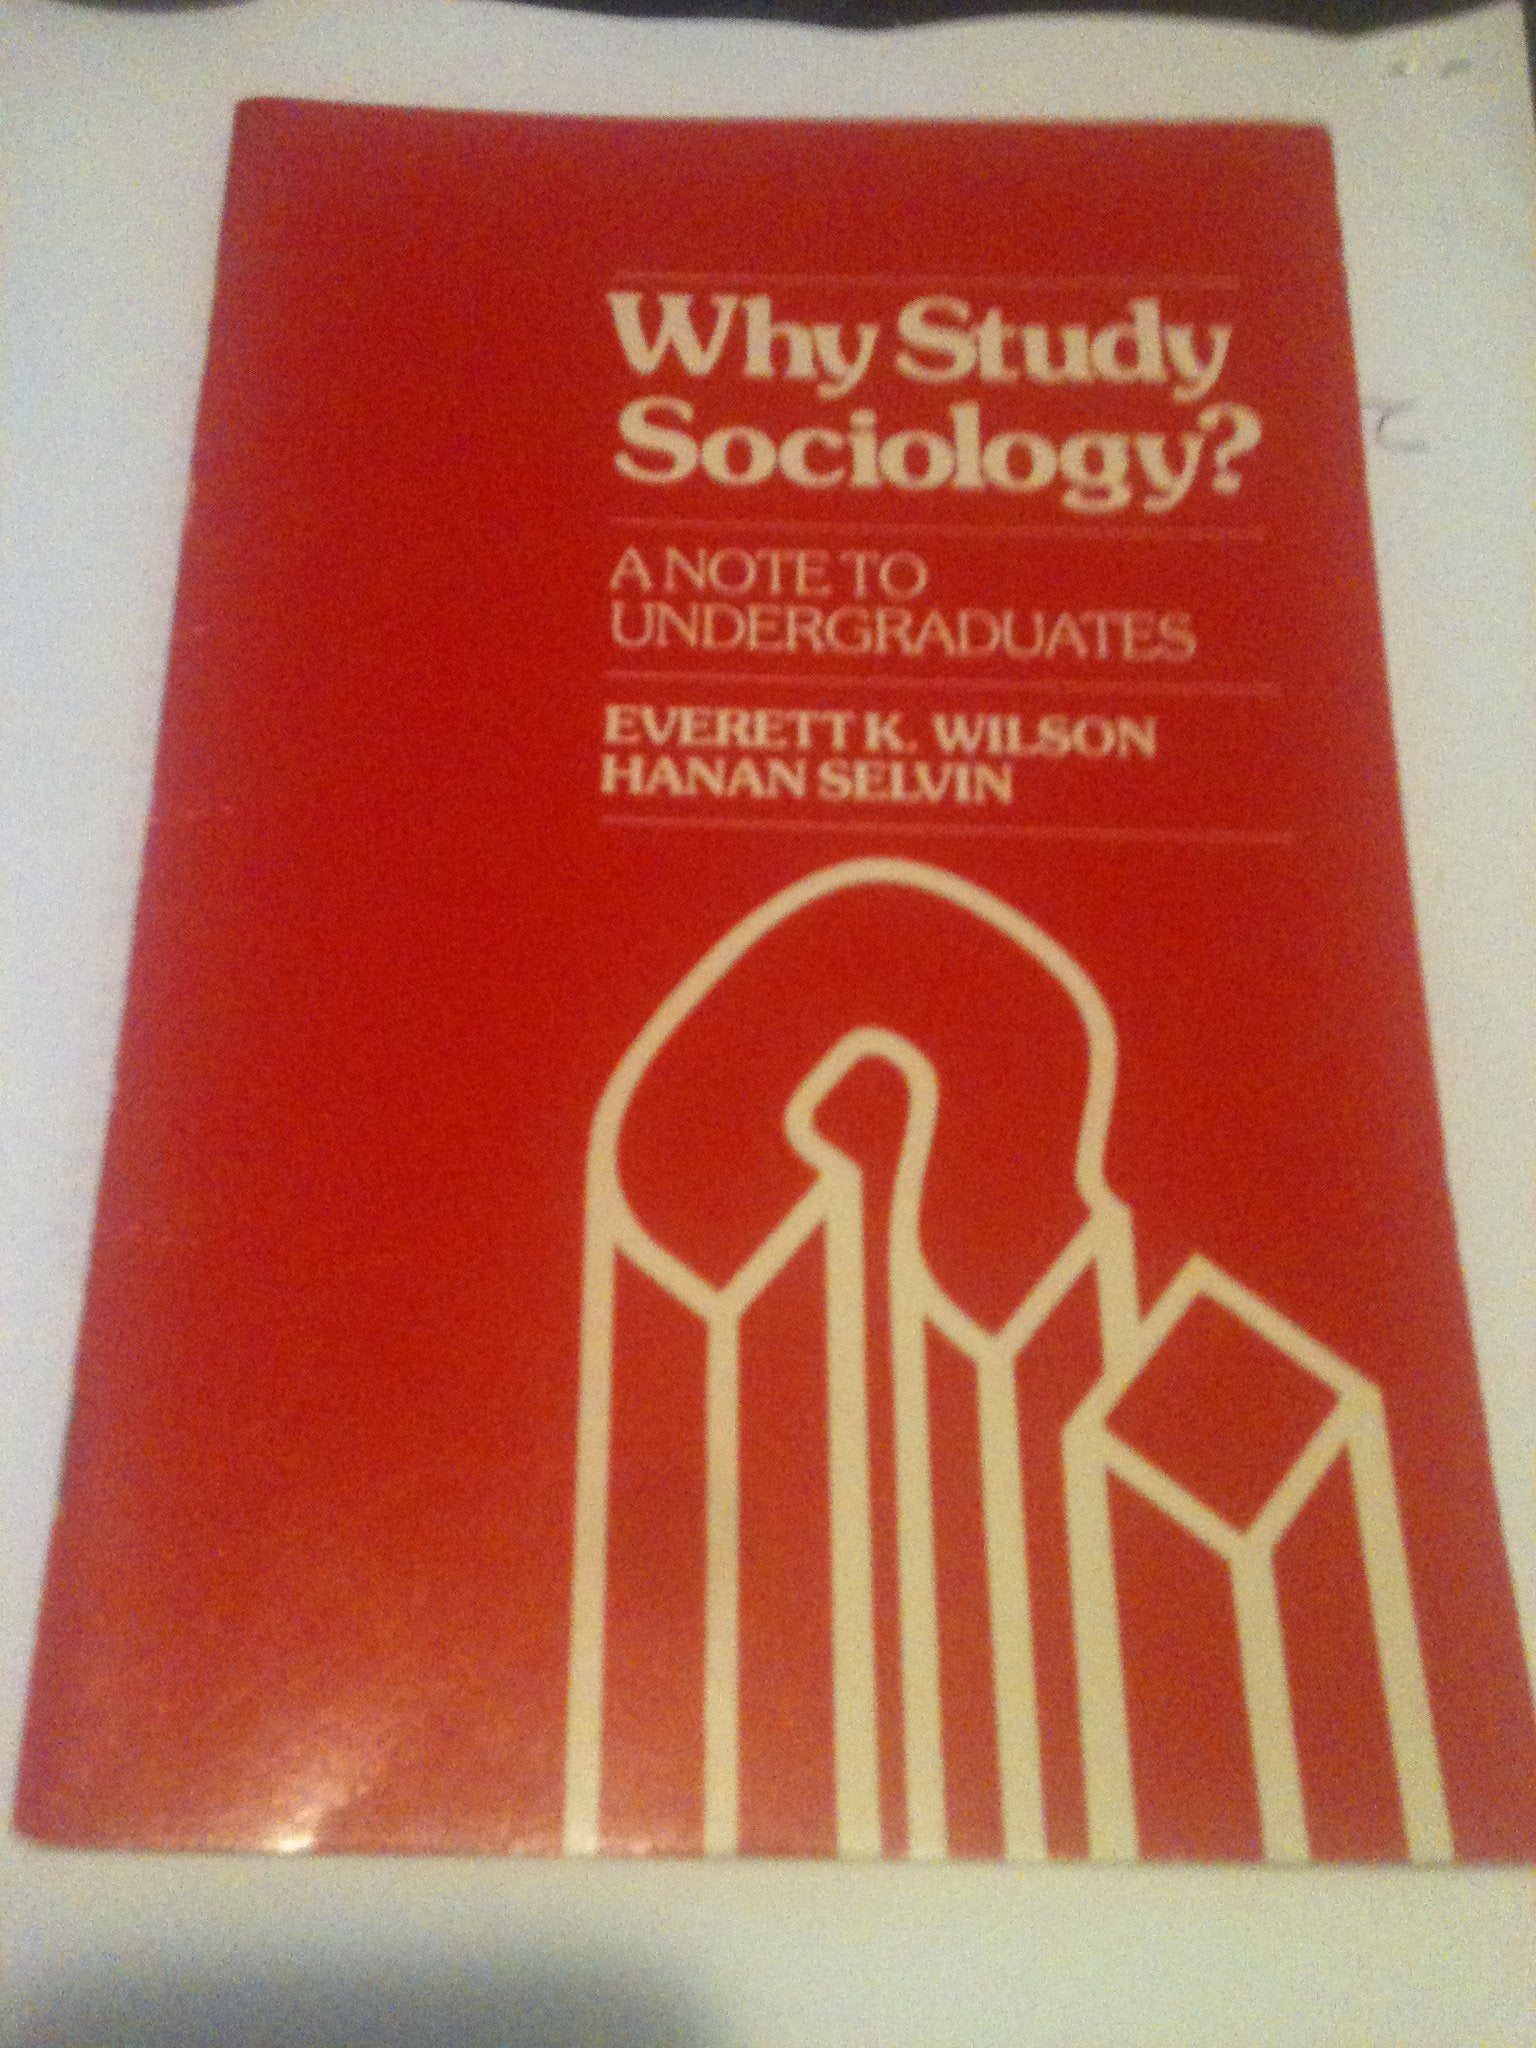 Why Study
Sociology?
A NOTE TO
UNDERGRADUATES
EVERETT K. WILSON
HANAN SELVIN